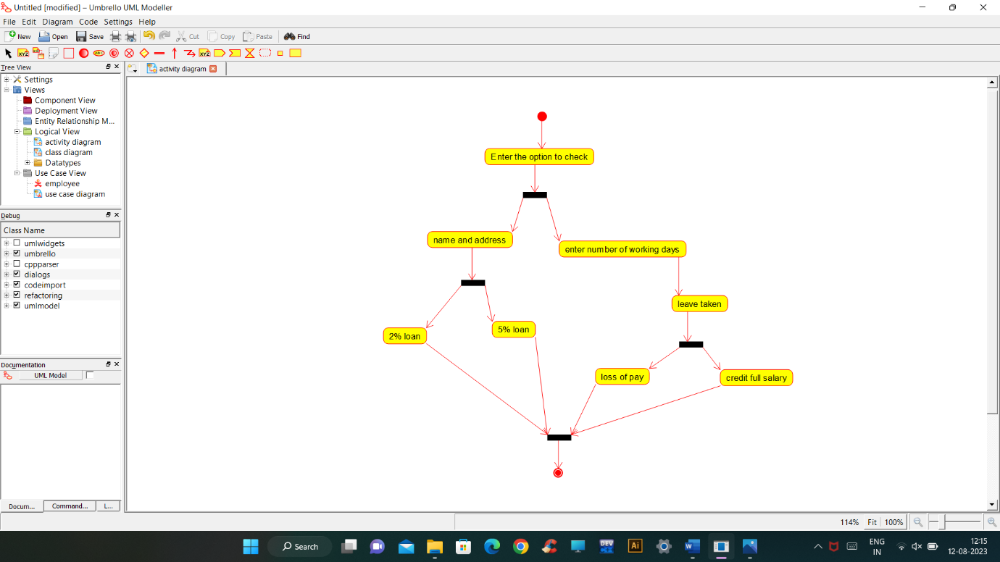 Untitled [modified] – Umbrello UML Modeller
File Edit Diagram Code Settings Help
New Open Save Cut Copy Paste Find
XYZ ABC XYZ
Tree View
activity diagram
Settings
Views
Component View
Deployment View
Entity Relationship M...
Logical View
activity diagram
class diagram
Datatypes
Use Case View
employee
use case diagram
Debug
Class Name
umlwidgets
umbrello
cppparser
dialogs
codeimport
refactoring
umlmodel
Documentation
UML Model
Docum... Command... L...
Enter the option to check
name and address
enter number of working days
leave taken
2% loan
5% loan
loss of pay
credit full salary
114% Fit 100%
Search
DEV
Ai
W
ENG
IN
12:15
12-08-2023